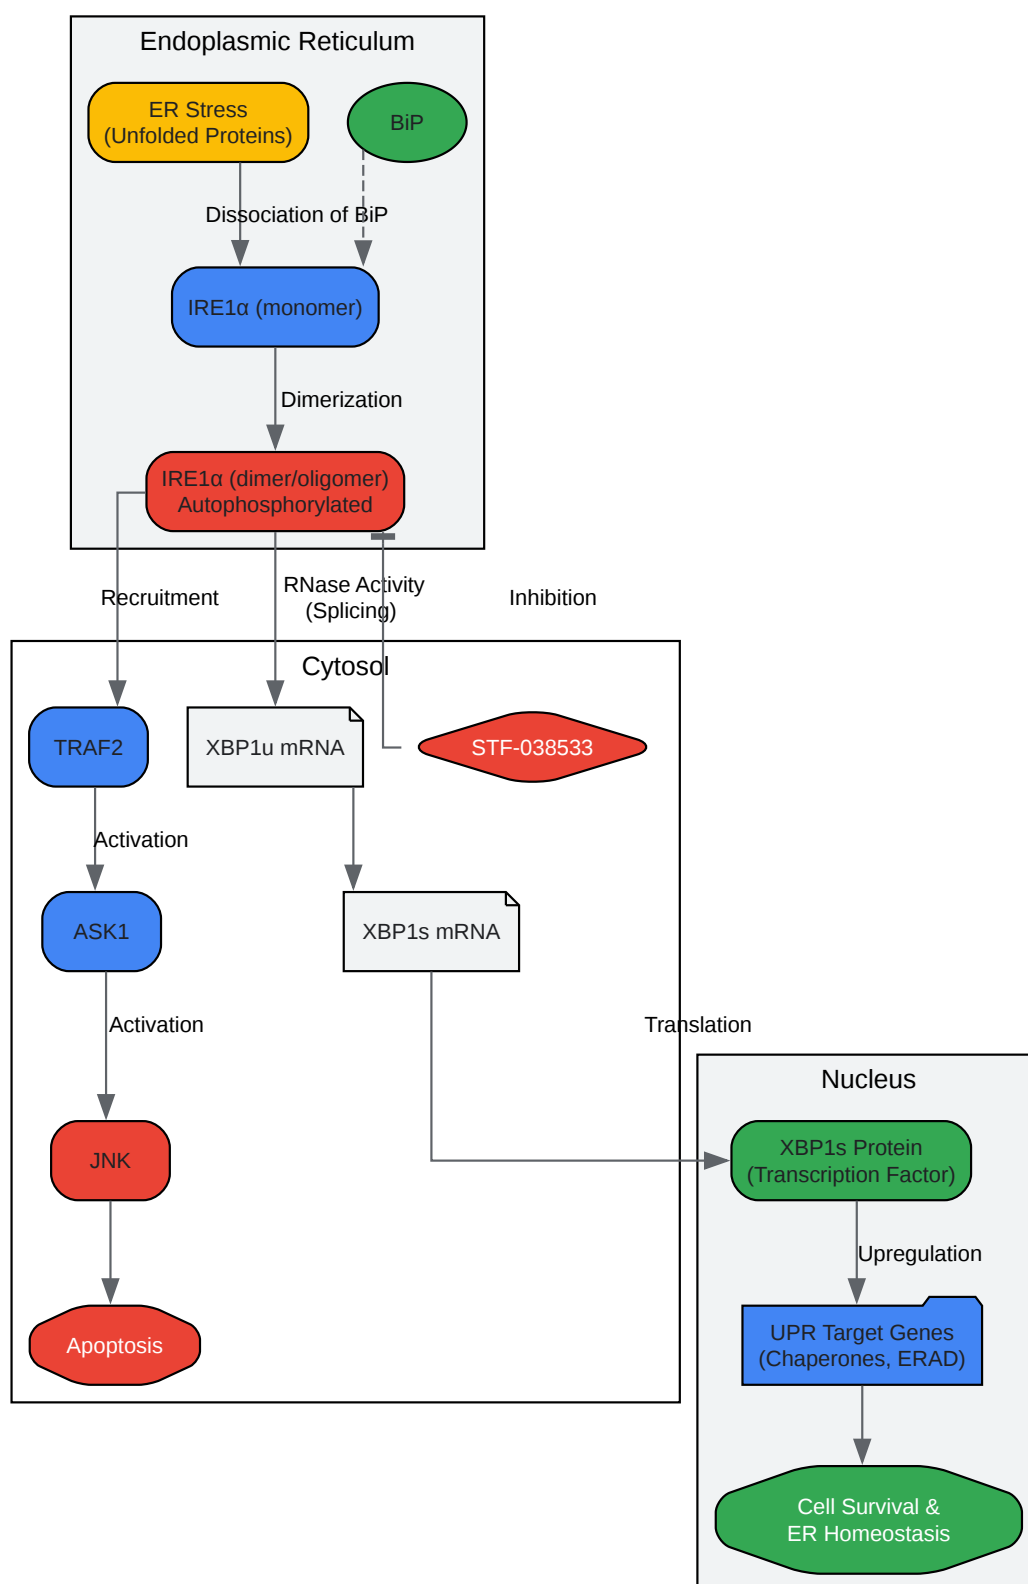 Endoplasmic Reticulum
ER Stress
(Unfolded Proteins)
BiP
Dissociation of BiP
IRE1α (monomer)
Dimerization
IRE1α (dimer/oligomer)
Autophosphorylated
Recruitment
RNase Activity
(Splicing)
Inhibition
Cytosol
TRAF2
XBP1u mRNA
STF-038533
Activation
ASK1
XBP1s mRNA
Activation
Translation
Nucleus
JNK
XBP1s Protein
(Transcription Factor)
Upregulation
Apoptosis
UPR Target Genes
(Chaperones, ERAD)
Cell Survival &
ER Homeostasis